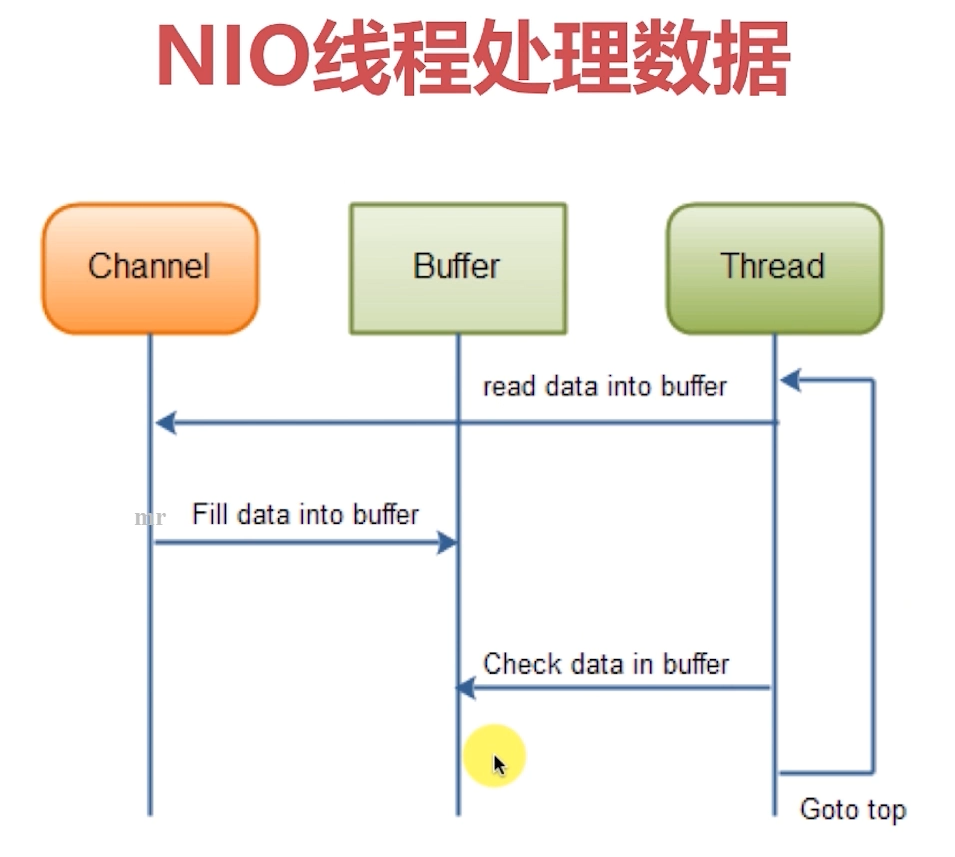 NIO线程处理数据
Channel
Buffer
Thread
read data into buffer
mr
Fill data into buffer
Check data in buffer
Goto top